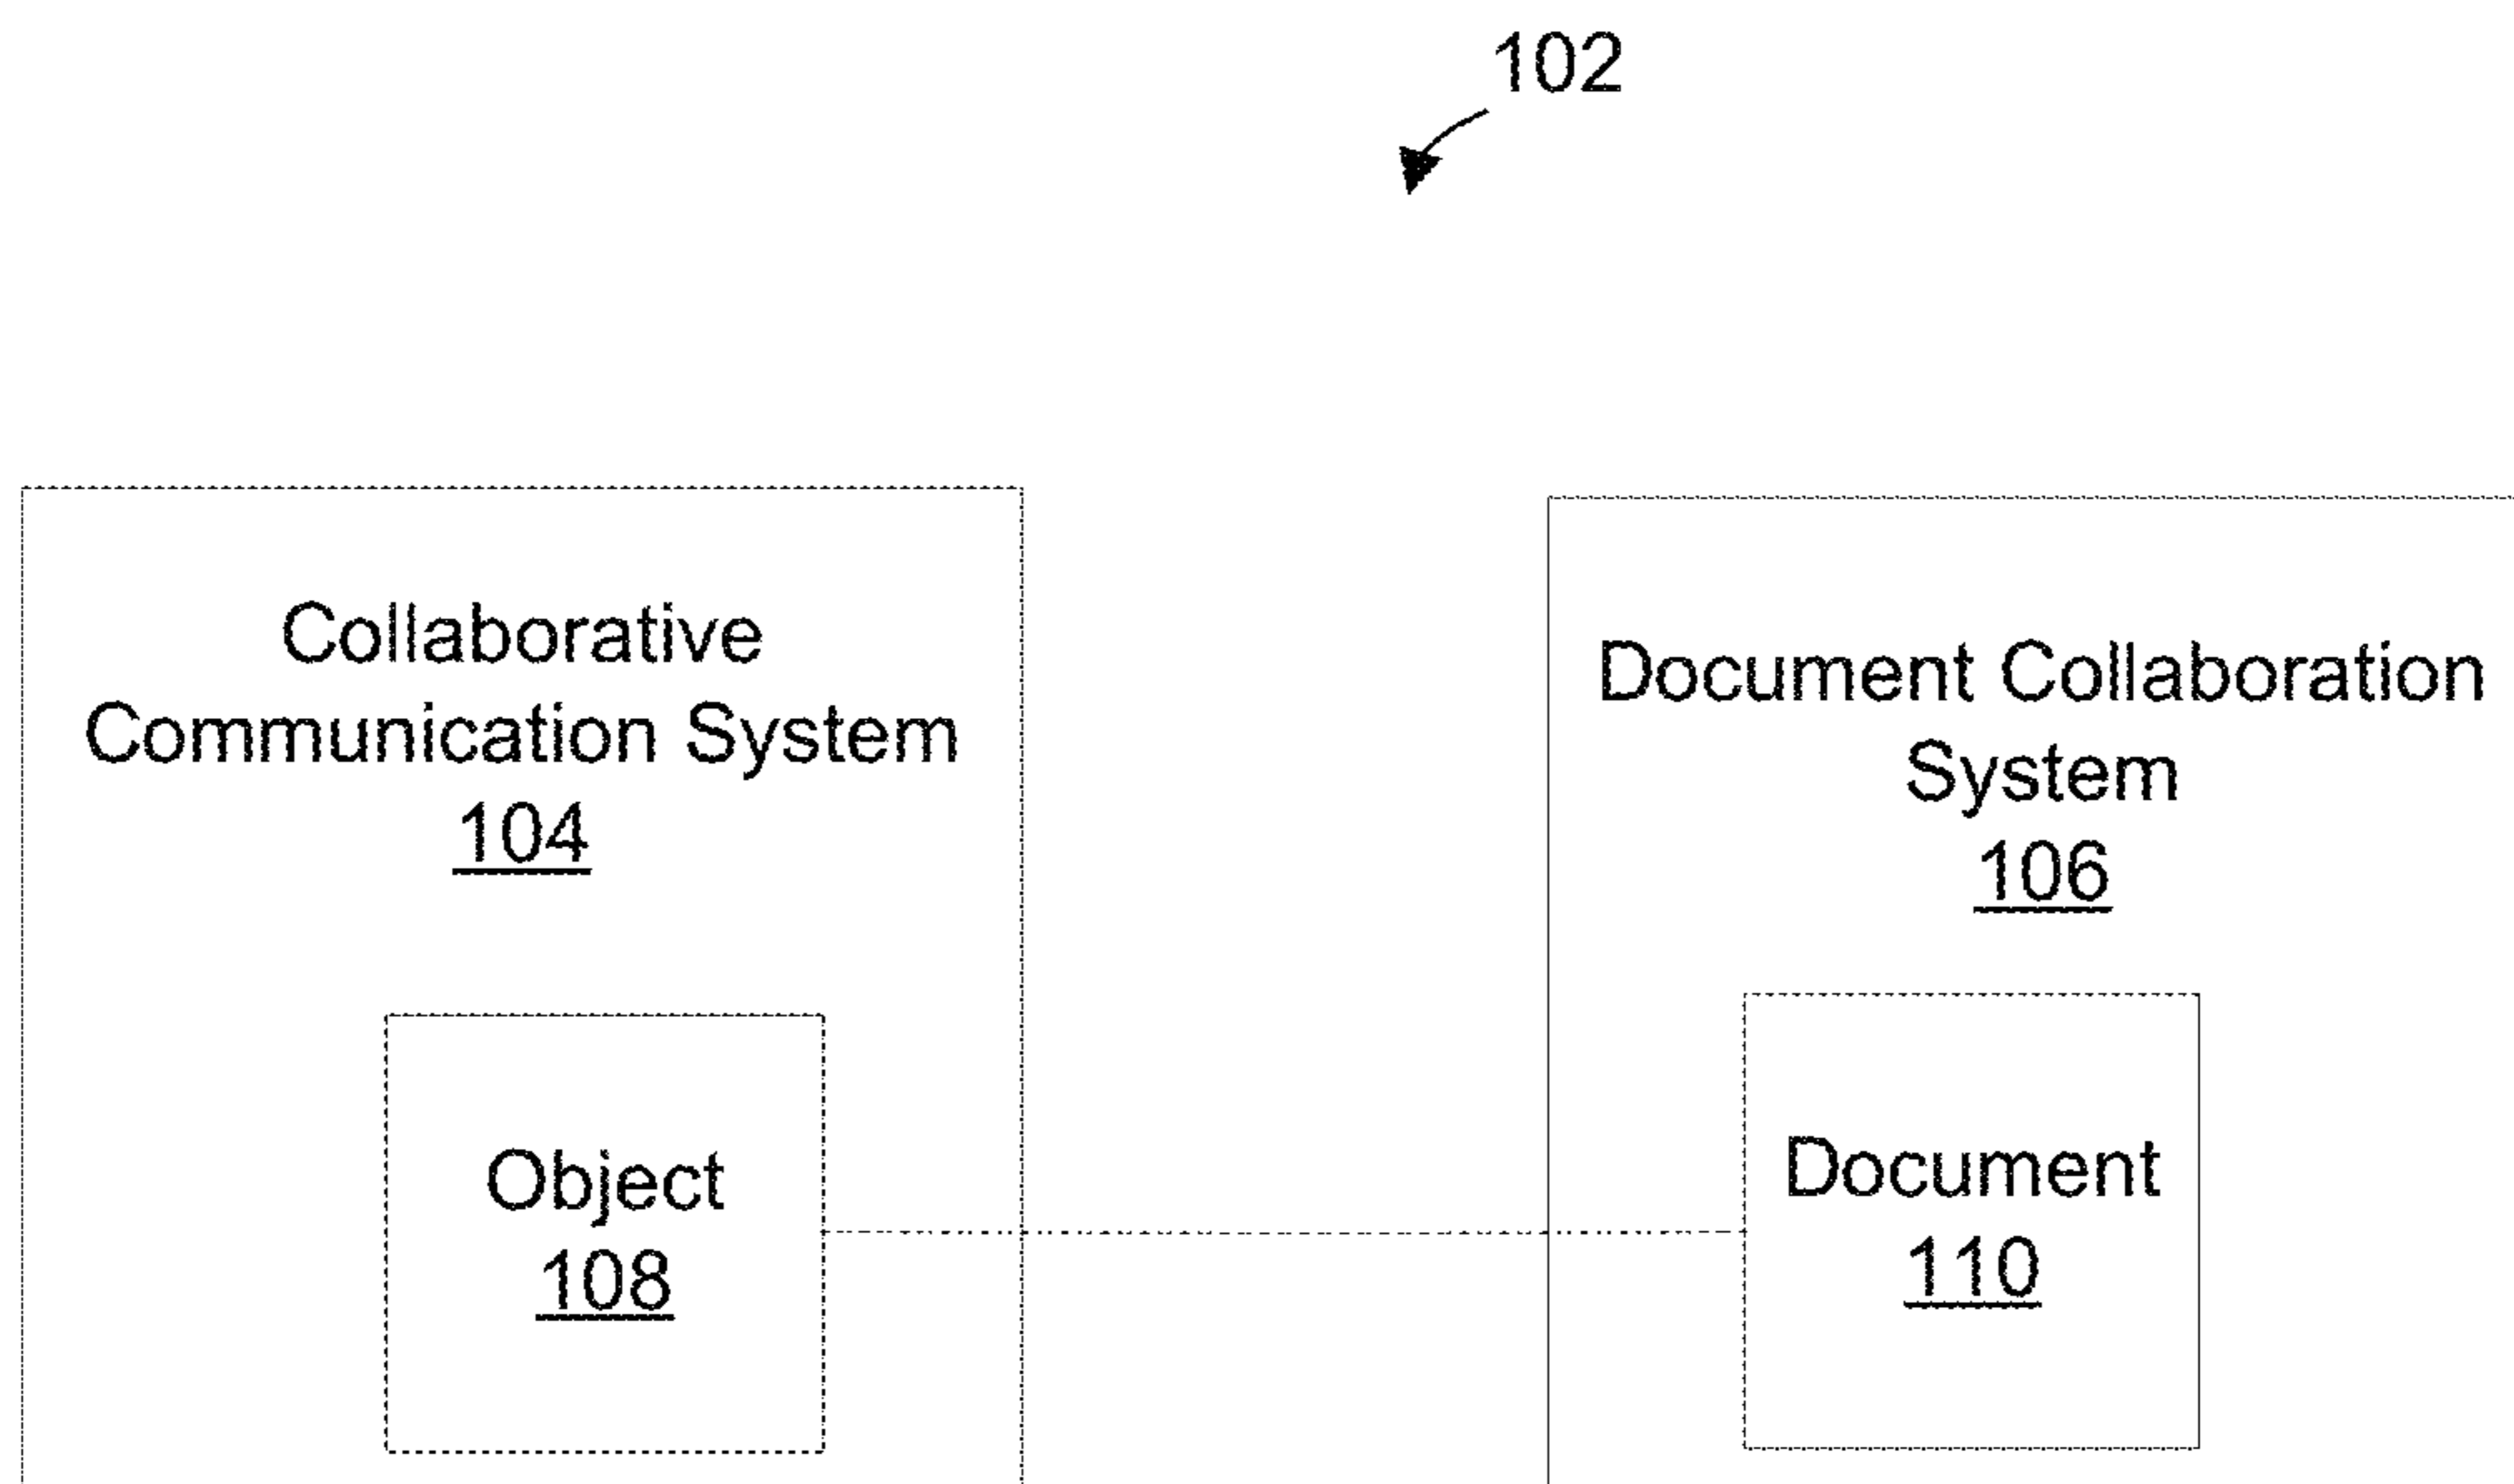 102
Collaborative
Communication System
104
Object
108
Document Collaboration
System
106
Document
110